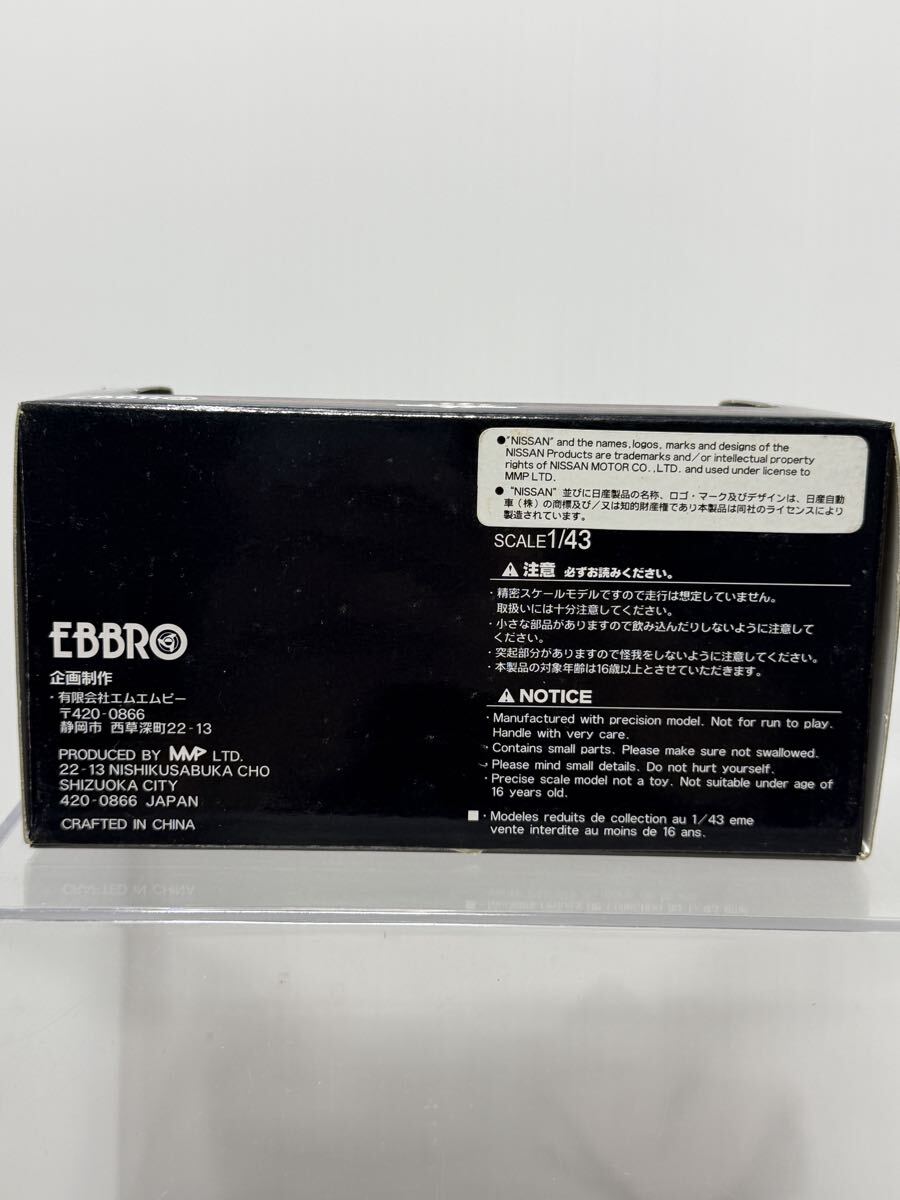 ●"NISSAN" and the names, logos, marks and designs of the
NISSAN Products are trademarks and/or intellectual property
rights of NISSAN MOTOR CO.,LTD. and used under license to
MMP LTD.
● "NISSAN" 並びに日産製品の名称、ロゴ・マーク及びデザインは、日産自動
車(株)の商標及び/又は知的財産権であり本製品は同社のライセンスにより
製造されています。
SCALE1/43
⚠注意 必ずお読みください。
・精密スケールモデルですので走行は想定していません。
取扱いには十分注意してください。
・小さな部品がありますので飲み込んだりしないように注意して
ください。
・突起部分がありますので怪我をしないように注意してください。
・本製品の対象年齢は16歳以上とさせていただきます。
⚠NOTICE
・Manufactured with precision model. Not for run to play.
Handle with very care.
・Contains small parts. Please make sure not swallowed.
・Please mind small details. Do not hurt yourself.
・Precise scale model not a toy. Not suitable under age of
16 years old.
■・Modeles reduits de collection au 1/43 eme
vente interdite au moins de 16 ans.
EBBRO
企画制作
・有限会社エムエムピー
〒420-0866
静岡市 西草深町22-13
PRODUCED BY MMP LTD.
22-13 NISHIKUSABUKA CHO
SHIZUOKA CITY
420-0866 JAPAN
CRAFTED IN CHINA